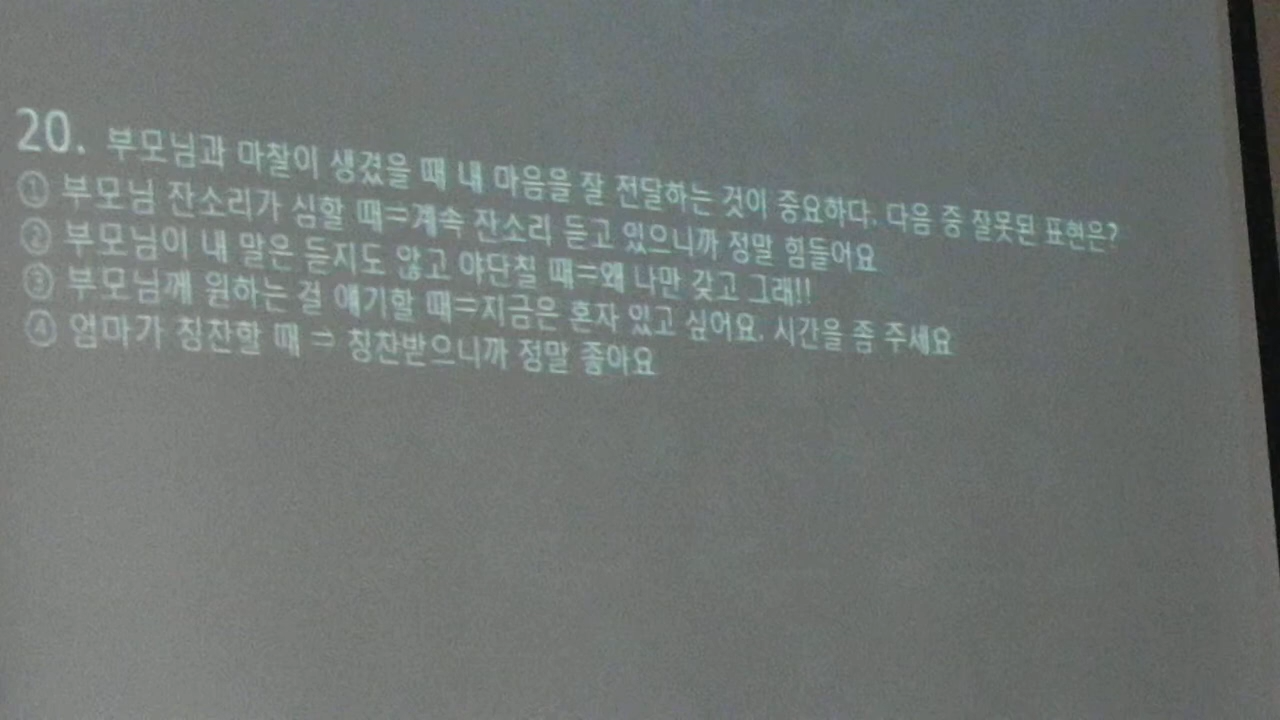 20. 부모님과 마찰이 생겼을 때 내 마음을 잘 전달하는 것이 중요하다. 다음 중 잘못된 표현은?
① 부모님 잔소리가 심할 때⇒계속 잔소리 듣고 있으니까 정말 힘들어요
② 부모님이 내 말은 듣지도 않고 야단칠 때⇒왜 나만 갖고 그래!!
③ 부모님께 원하는 걸 얘기할 때⇒지금은 혼자 있고 싶어요. 시간을 좀 주세요
④ 엄마가 칭찬할 때 ⇒ 칭찬받으니까 정말 좋아요